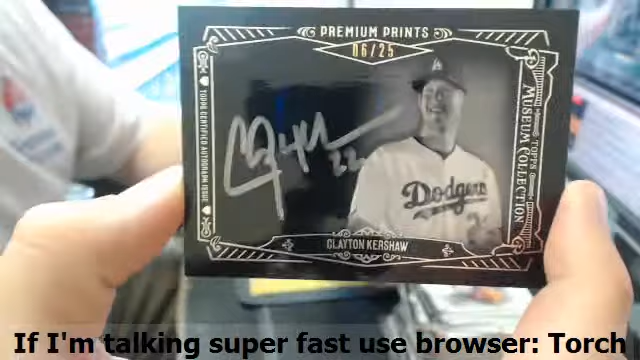 PREMIUM PRINTS
06/25
TOPPS CERTIFIED AUTOGRAPH ISSUE
TOPPS
MUSEUM COLLECTION
22
Dodgers
CLAYTON KERSHAW
If I'm talking super fast use browser: Torch